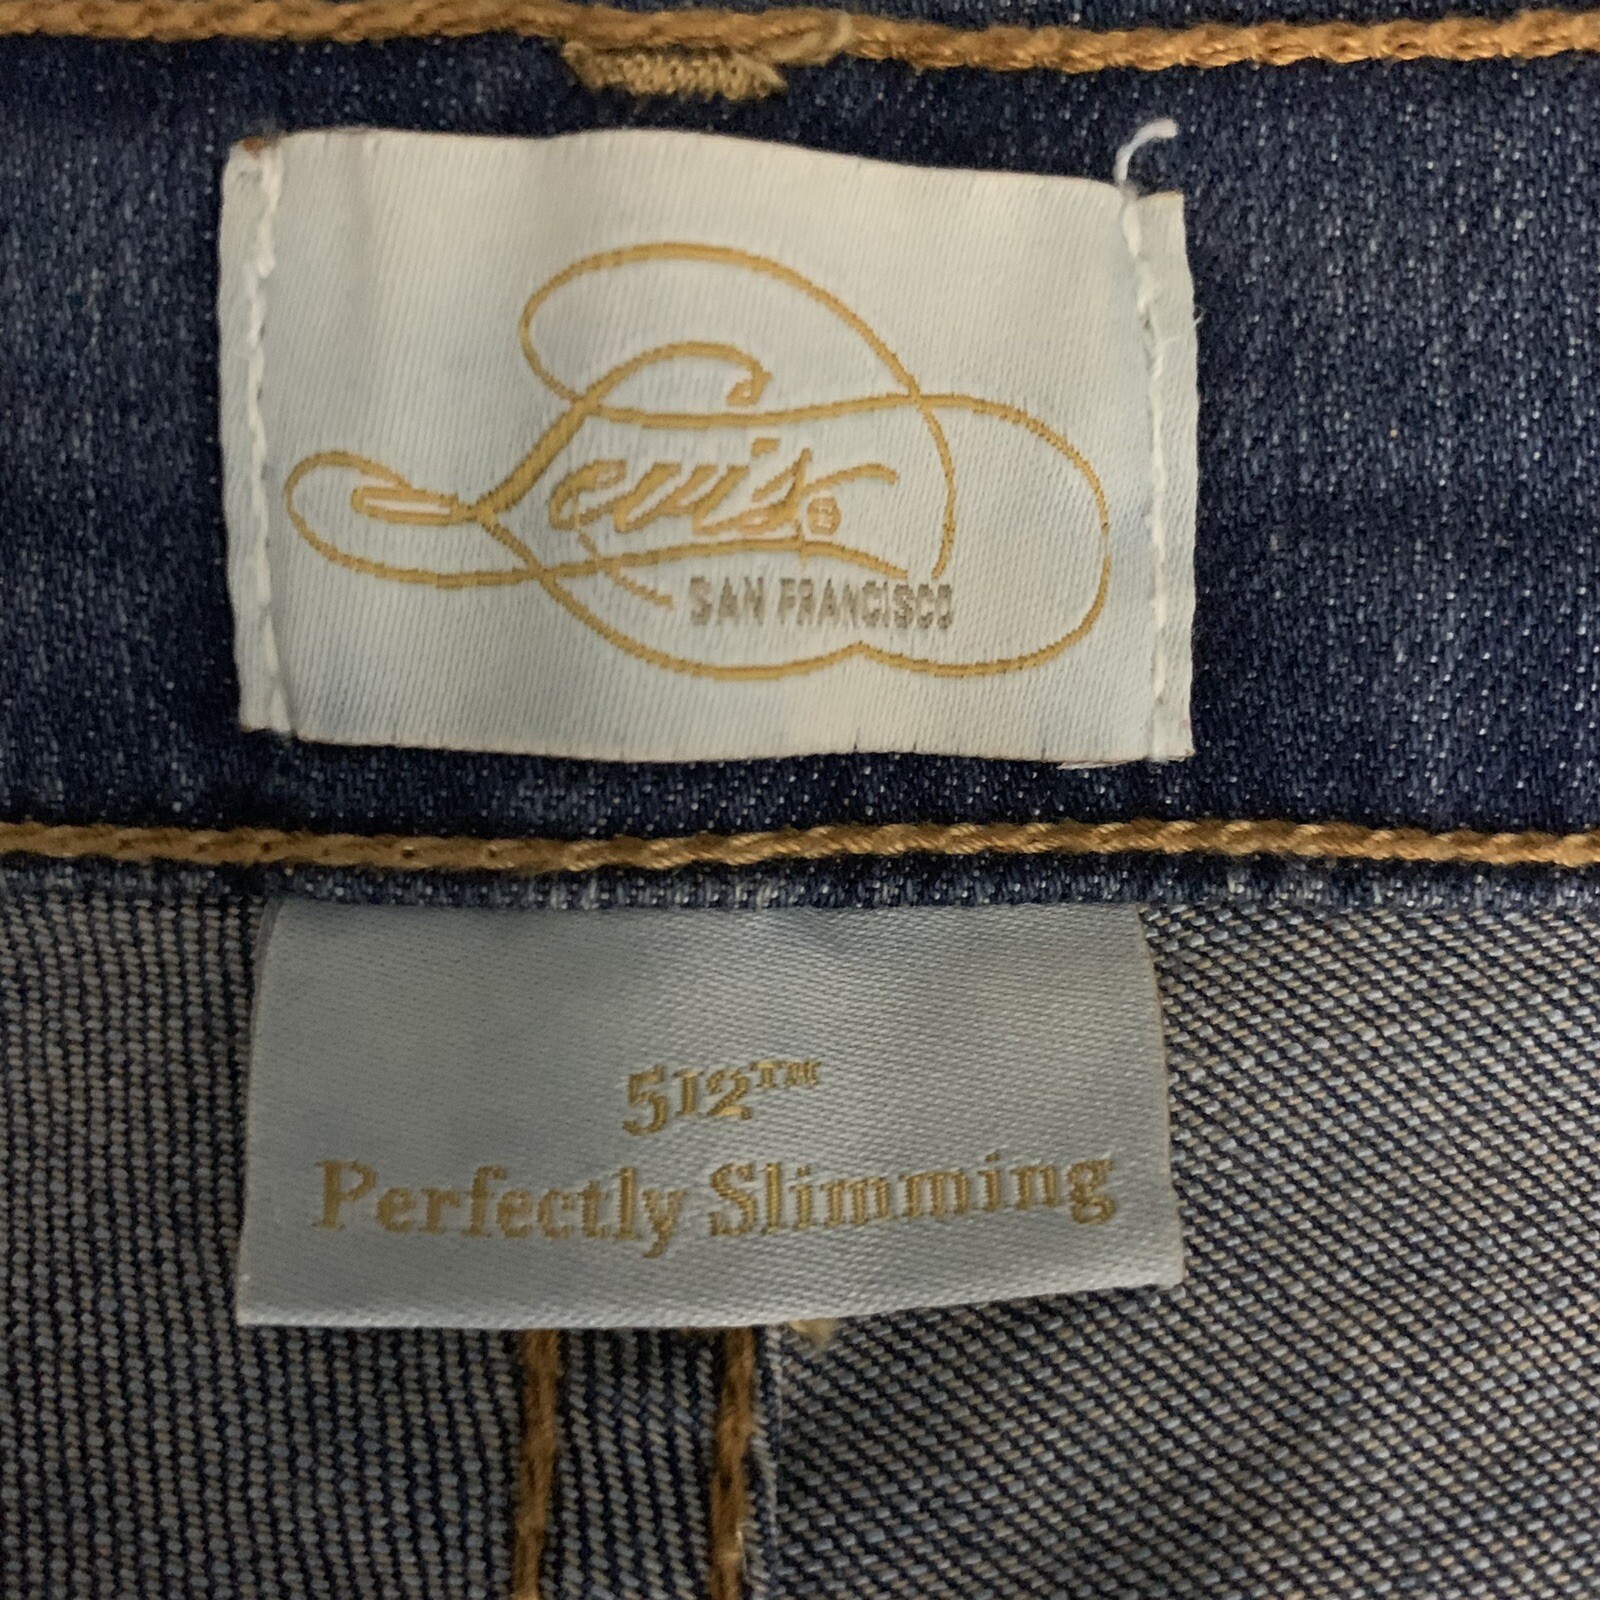 Levi's®
SAN FRANCISCO
512™
Perfectly Slimming